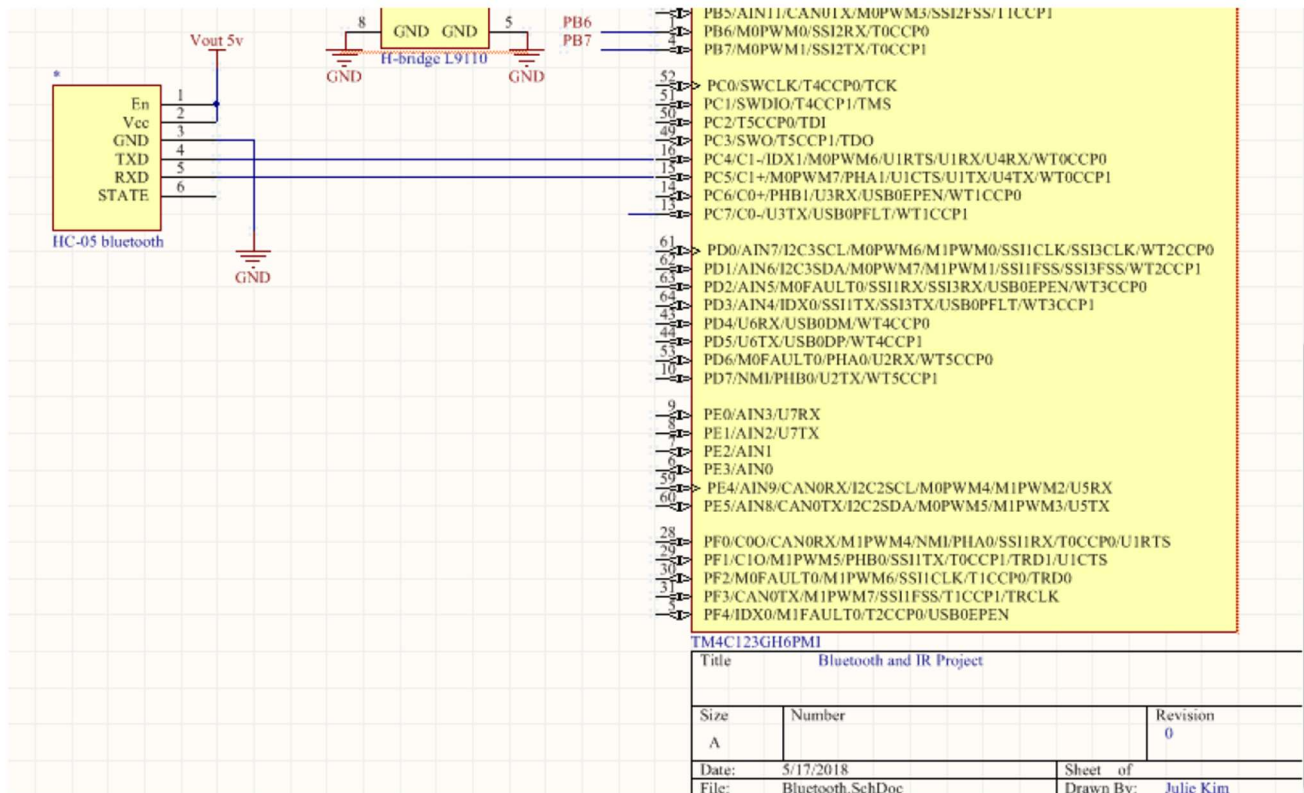 PB5/AIN11/CAN0TX/M0PWM3/SSI2FSS/T1CCP1
8 GND GND 5 PB6 1 PB6/M0PWM0/SSI2RX/T0CCP0
Vout 5v PB7 4 PB7/M0PWM1/SSI2TX/T0CCP1
H-bridge L9110
GND GND
*
52 PC0/SWCLK/T4CCP0/TCK
En 1 51 PC1/SWDIO/T4CCP1/TMS
Vcc 2 50 PC2/T5CCP0/TDI
GND 3 49 PC3/SWO/T5CCP1/TDO
TXD 4 16 PC4/C1-/IDX1/M0PWM6/U1RTS/U1RX/U4RX/WT0CCP0
RXD 5 15 PC5/C1+/M0PWM7/PHA1/U1CTS/U1TX/U4TX/WT0CCP1
STATE 6 14 PC6/C0+/PHB1/U3RX/USB0EPEN/WT1CCP0
13 PC7/C0-/U3TX/USB0PFLT/WT1CCP1
HC-05 bluetooth
GND
61 PD0/AIN7/I2C3SCL/M0PWM6/M1PWM0/SSI1CLK/SSI3CLK/WT2CCP0
62 PD1/AIN6/I2C3SDA/M0PWM7/M1PWM1/SSI1FSS/SSI3FSS/WT2CCP1
63 PD2/AIN5/M0FAULT0/SSI1RX/SSI3RX/USB0EPEN/WT3CCP0
64 PD3/AIN4/IDX0/SSI1TX/SSI3TX/USB0PFLT/WT3CCP1
43 PD4/U6RX/USB0DM/WT4CCP0
44 PD5/U6TX/USB0DP/WT4CCP1
53 PD6/M0FAULT0/PHA0/U2RX/WT5CCP0
10 PD7/NMI/PHB0/U2TX/WT5CCP1
9 PE0/AIN3/U7RX
8 PE1/AIN2/U7TX
7 PE2/AIN1
6 PE3/AIN0
59 PE4/AIN9/CAN0RX/I2C2SCL/M0PWM4/M1PWM2/U5RX
60 PE5/AIN8/CAN0TX/I2C2SDA/M0PWM5/M1PWM3/U5TX
28 PF0/C0O/CAN0RX/M1PWM4/NMI/PHA0/SSI1RX/T0CCP0/U1RTS
29 PF1/C1O/M1PWM5/PHB0/SSI1TX/T0CCP1/TRD1/U1CTS
30 PF2/M0FAULT0/M1PWM6/SSI1CLK/T1CCP0/TRD0
31 PF3/CAN0TX/M1PWM7/SSI1FSS/T1CCP1/TRCLK
5 PF4/IDX0/M1FAULT0/T2CCP0/USB0EPEN
TM4C123GH6PMI
Title Bluetooth and IR Project
Size Number Revision
A 0
Date: 5/17/2018 Sheet of
File: Bluetooth.SchDoc Drawn By: Julie Kim